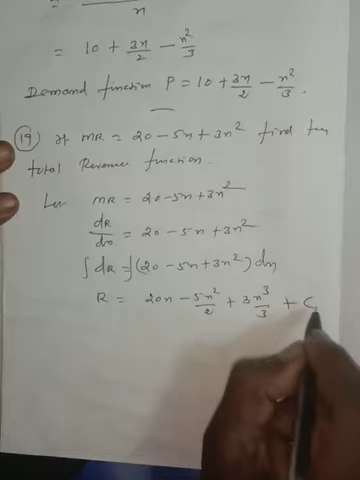 n
= 10 + 3x/2 - x²/3
Demand function P = 10 + 3x/2 - x²/3.
(19) If MR = 20 - 5x + 3x² find the
total Revenue function.
Let MR = 20 - 5x + 3x²
dR/dx = 20 - 5x + 3x²
∫ dR = ∫(20 - 5x + 3x²) dx
R = 20x - 5x²/2 + 3x³/3 + C